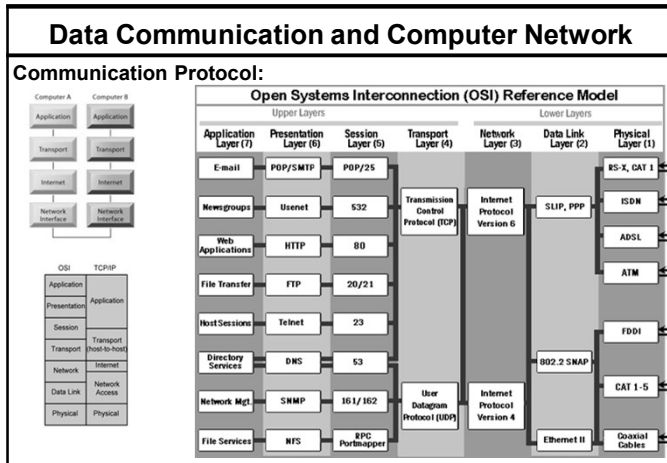 Data Communication and Computer Network
Communication Protocol:
Computer A
Computer B
Application
Application
Transport
Transport
Internet
Internet
Network
Interface
Network
Interface
OSI
TCP/IP
Application
Presentation
Session
Transport
Network
Data Link
Physical
Application
Transport
(host-to-host)
Internet
Network
Access
Physical
Open Systems Interconnection (OSI) Reference Model
Upper Layers
Lower Layers
Application
Layer (7)
Presentation
Layer (6)
Session
Layer (5)
Transport
Layer (4)
Network
Layer (3)
Data Link
Layer (2)
Physical
Layer (1)
E-mail
POP/SMTP
POP/25
Newsgroups
Usenet
532
Web
Applications
HTTP
80
File Transfer
FTP
20/21
Host Sessions
Telnet
23
Directory
Services
DNS
53
Network Mgt.
SNMP
161/162
File Services
NFS
RPC
Portmapper
Transmission
Control
Protocol (TCP)
User
Datagram
Protocol (UDP)
Internet
Protocol
Version 6
Internet
Protocol
Version 4
SLIP, PPP
802.2 SNAP
Ethernet II
RS-X, CAT 1
ISDN
ADSL
ATM
FDDI
CAT 1-5
Coaxial
Cables